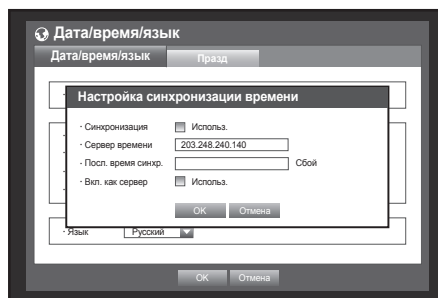 Дата/время/язык
Дата/время/язык Празд
Настройка синхронизации времени
· Синхронизация Использ.
· Сервер времени 203.248.240.140
· Посл. время синхр. Сбой
· Вкл. как сервер Использ.
OK Отмена
· Язык Русский
OK Отмена